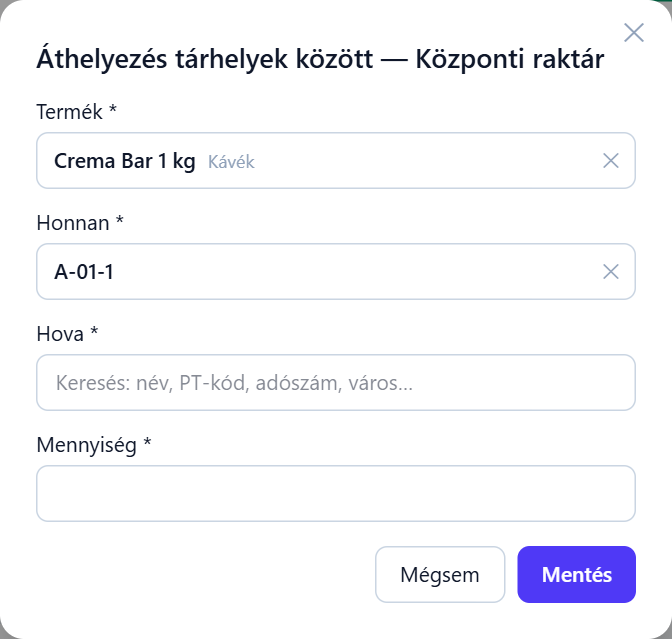 Áthelyezés tárhelyek között — Központi raktár
Termék *
Crema Bar 1 kg Kávék
Honnan *
A-01-1
Hova *
Keresés: név, PT-kód, adószám, város...
Mennyiség *
Mégsem Mentés